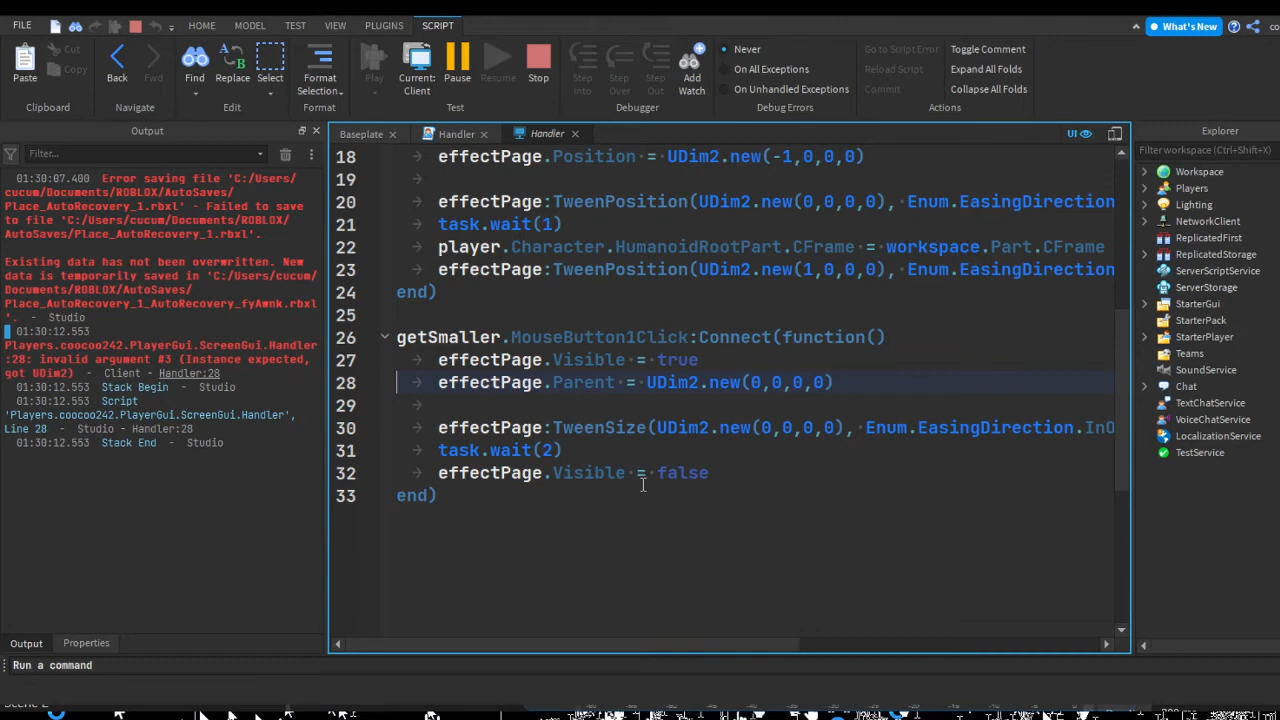 FILE HOME MODEL TEST VIEW PLUGINS SCRIPT What's New
Paste Cut Copy Back Fwd Find Replace Select Format Selection Play Current: Client Pause Resume Stop Step Into Step Over Step Out Add Watch
Never
On All Exceptions
On Unhandled Exceptions
Go to Script Error
Reload Script
Commit
Toggle Comment
Expand All Folds
Collapse All Folds
Clipboard Navigate Edit Format Test Debugger Debug Errors Actions
Output
Filter...
01:30:07.400 Error saving file 'C:/Users/
cucum/Documents/ROBLOX/AutoSaves/
Place_AutoRecovery_1.rbxl' - Failed to save
to file 'C:/Users/cucum/Documents/ROBLOX/
AutoSaves/Place_AutoRecovery_1.rbxl'.
Existing data has not been overwritten. New
data is temporarily saved in 'C:/Users/cucum/
Documents/ROBLOX/AutoSaves/
Place_AutoRecovery_1_AutoRecovery_fyAwnk.rbxl
'. - Studio
01:30:12.553
Players.coocoo242.PlayerGui.ScreenGui.Handler
:28: invalid argument #3 (Instance expected,
got UDim2) - Client - Handler:28
01:30:12.553 Stack Begin - Studio
01:30:12.553 Script
'Players.coocoo242.PlayerGui.ScreenGui.Handler',
Line 28 - Studio - Handler:28
01:30:12.553 Stack End - Studio
Output Properties
Run a command
Baseplate Handler Handler UI
18 effectPage.Position = UDim2.new(-1,0,0,0)
19
20 effectPage:TweenPosition(UDim2.new(0,0,0,0), Enum.EasingDirection
21 task.wait(1)
22 player.Character.HumanoidRootPart.CFrame = workspace.Part.CFrame
23 effectPage:TweenPosition(UDim2.new(1,0,0,0), Enum.EasingDirection
24 end)
25
26 getSmaller.MouseButton1Click:Connect(function()
27 effectPage.Visible = true
28 effectPage.Parent = UDim2.new(0,0,0,0)
29
30 effectPage:TweenSize(UDim2.new(0,0,0,0), Enum.EasingDirection.InO
31 task.wait(2)
32 effectPage.Visible = false
33 end)
Explorer
Filter workspace (Ctrl+Shift+X)
Workspace
Players
Lighting
NetworkClient
ReplicatedFirst
ReplicatedStorage
ServerScriptService
ServerStorage
StarterGui
StarterPack
StarterPlayer
Teams
SoundService
Chat
TextChatService
VoiceChatService
LocalizationService
TestService